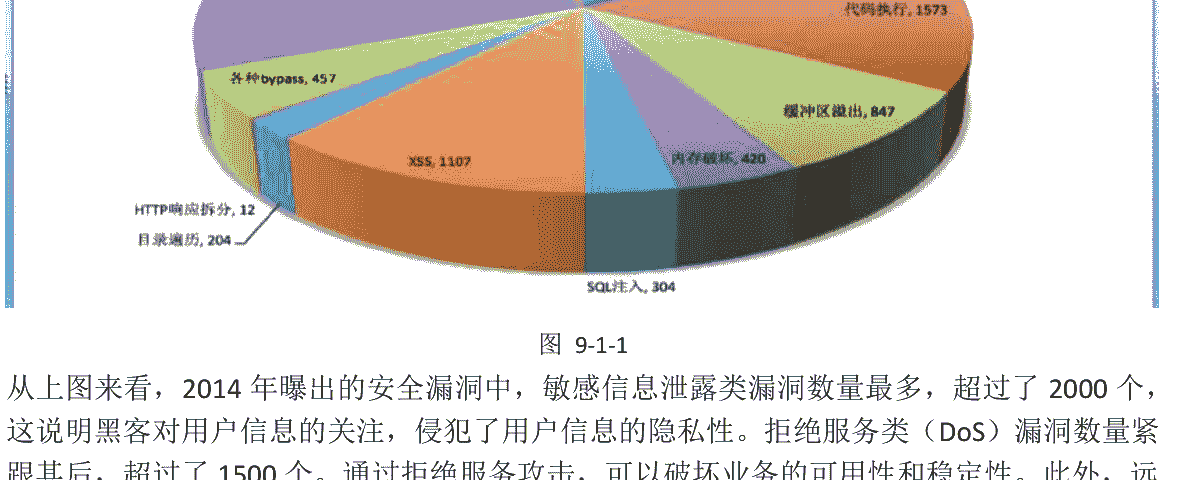 代码执行, 1573
各种bypass, 457
缓冲区溢出, 847
内存破坏, 420
XSS, 1107
HTTP响应拆分, 12
目录遍历, 204
SQL注入, 304
图 9-1-1
从上图来看，2014 年曝出的安全漏洞中，敏感信息泄露类漏洞数量最多，超过了 2000 个，
这说明黑客对用户信息的关注，侵犯了用户信息的隐私性。拒绝服务类（DoS）漏洞数量紧
跟其后，超过了 1500 个。通过拒绝服务攻击，可以破坏业务的可用性和稳定性。此外，远